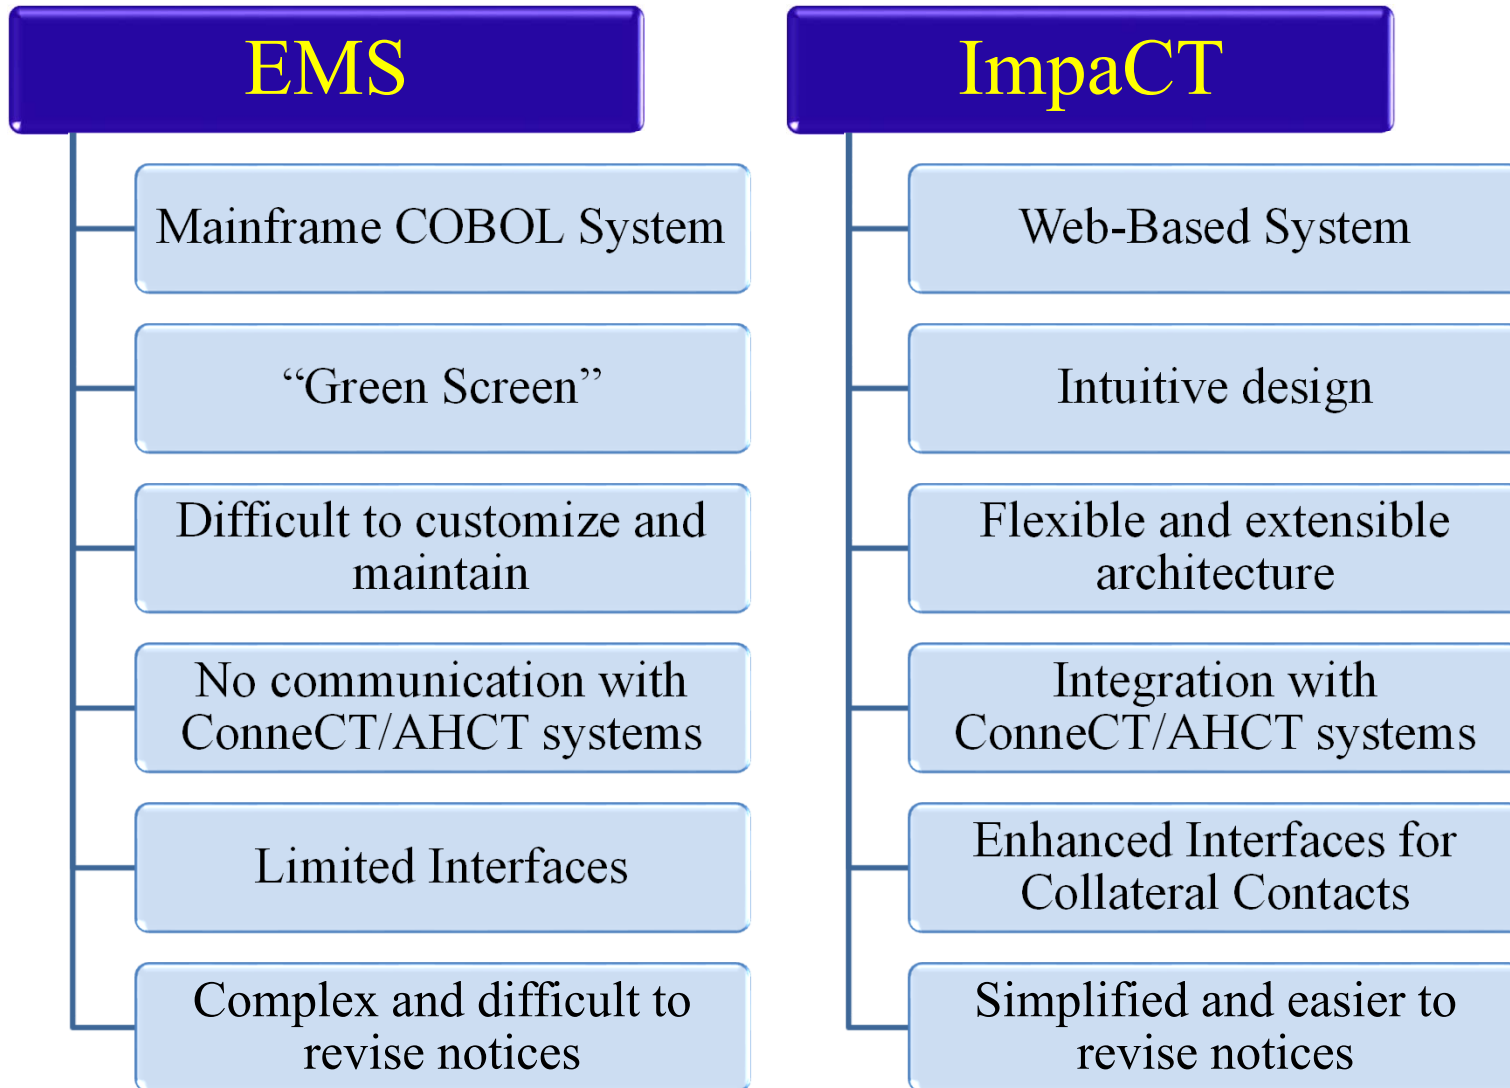 EMS
Mainframe COBOL System
“Green Screen”
Difficult to customize and
maintain
No communication with
ConneCT/AHCT systems
Limited Interfaces
Complex and difficult to
revise notices
ImpaCT
Web-Based System
Intuitive design
Flexible and extensible
architecture
Integration with
ConneCT/AHCT systems
Enhanced Interfaces for
Collateral Contacts
Simplified and easier to
revise notices